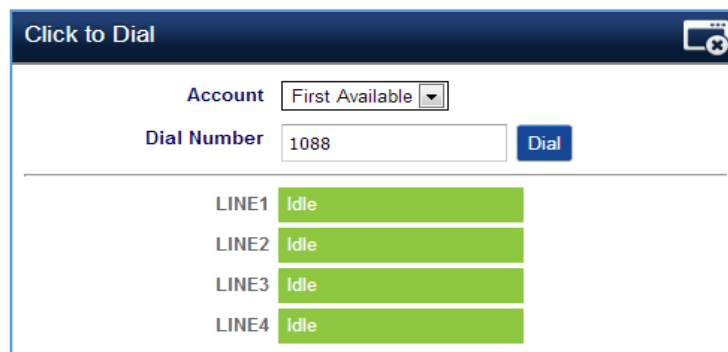 Click to Dial
Account First Available
Dial Number 1088 Dial
LINE1 Idle
LINE2 Idle
LINE3 Idle
LINE4 Idle